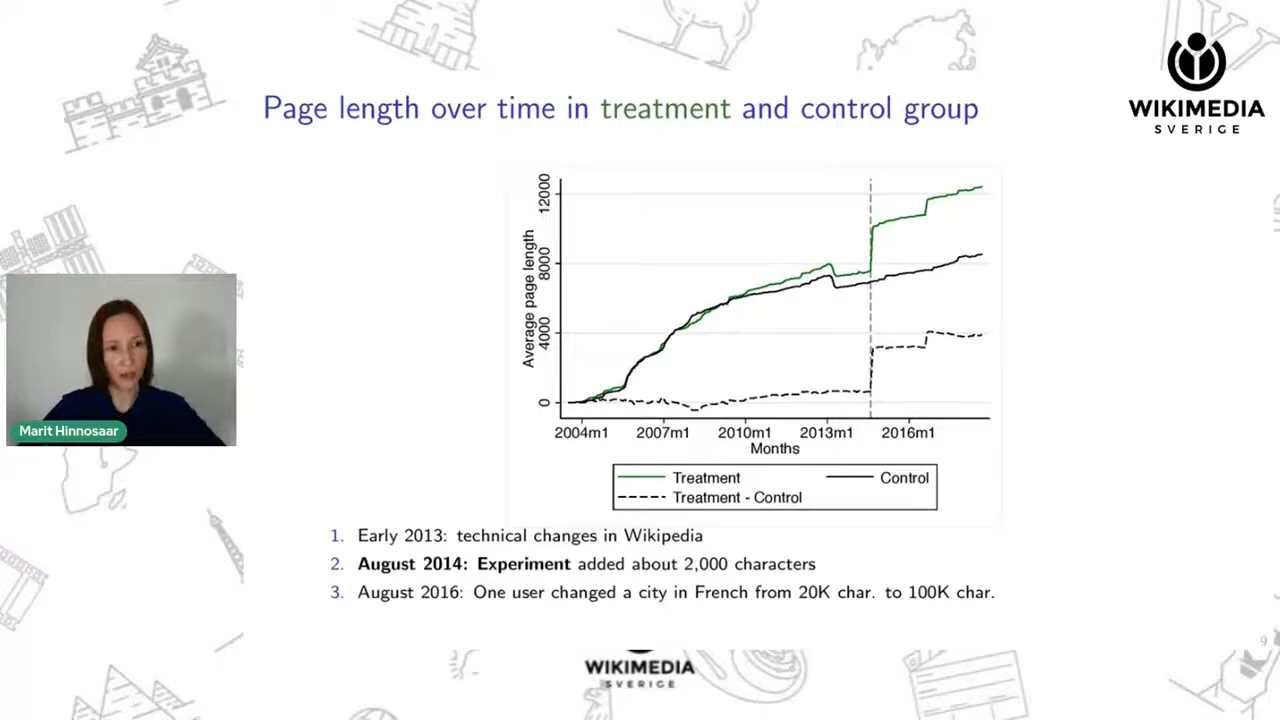 WIKIMEDIA
SVERIGE
Page length over time in treatment and control group
Average page length
12000
8000
4000
0
2004m1 2007m1 2010m1 2013m1 2016m1
Months
Treatment Control
Treatment - Control
Marit Hinnosaar
1. Early 2013: technical changes in Wikipedia
2. August 2014: Experiment added about 2,000 characters
3. August 2016: One user changed a city in French from 20K char. to 100K char.
9
WIKIMEDIA
SVERIGE